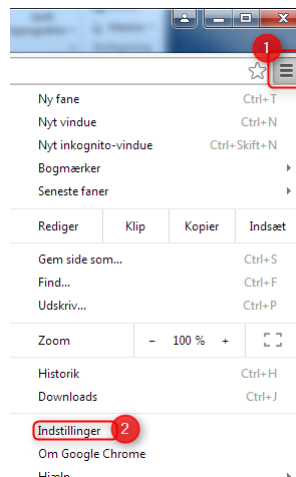 1
Ny fane Ctrl+T
Nyt vindue Ctrl+N
Nyt inkognito-vindue Ctrl+Skift+N
Bogmærker
Seneste faner
Rediger Klip Kopier Indsæt
Gem side som... Ctrl+S
Find... Ctrl+F
Udskriv... Ctrl+P
Zoom − 100 % +
Historik Ctrl+H
Downloads Ctrl+J
Indstillinger 2
Om Google Chrome
Hjælp